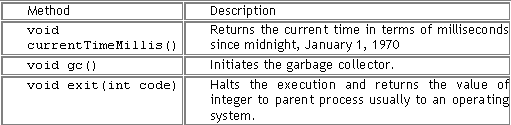 Method Description
void currentTimeMillis() Returns the current time in terms of milliseconds since midnight, January 1, 1970
void gc() Initiates the garbage collector.
void exit(int code) Halts the execution and returns the value of integer to parent process usually to an operating system.